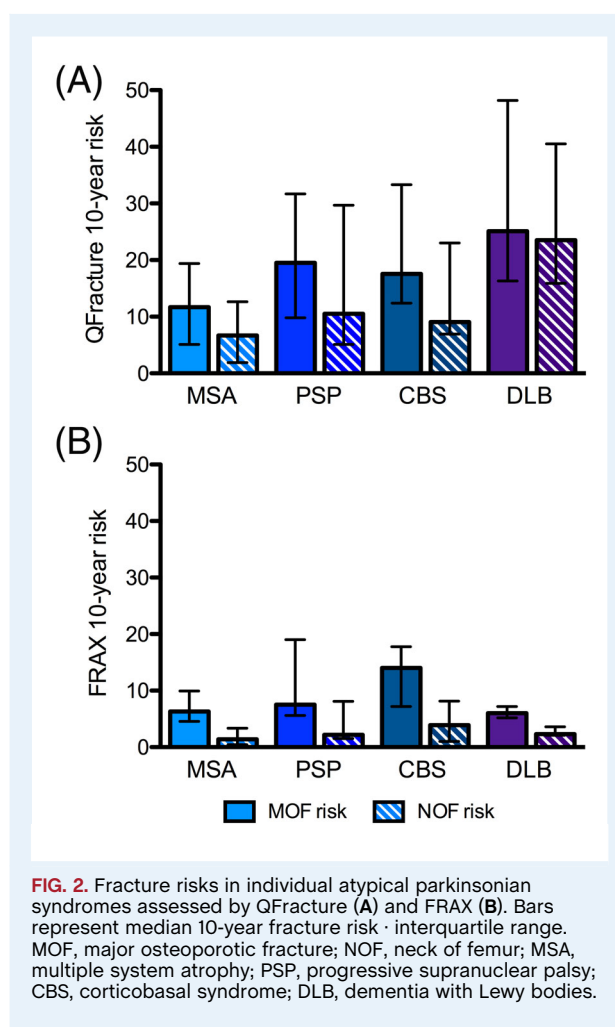 (A)
QFracture 10-year risk
50
40
30
20
10
0
MSA PSP CBS DLB
(B)
FRAX 10-year risk
50
40
30
20
10
0
MSA PSP CBS DLB
MOF risk NOF risk
FIG. 2. Fracture risks in individual atypical parkinsonian
syndromes assessed by QFracture (A) and FRAX (B). Bars
represent median 10-year fracture risk · interquartile range.
MOF, major osteoporotic fracture; NOF, neck of femur; MSA,
multiple system atrophy; PSP, progressive supranuclear palsy;
CBS, corticobasal syndrome; DLB, dementia with Lewy bodies.